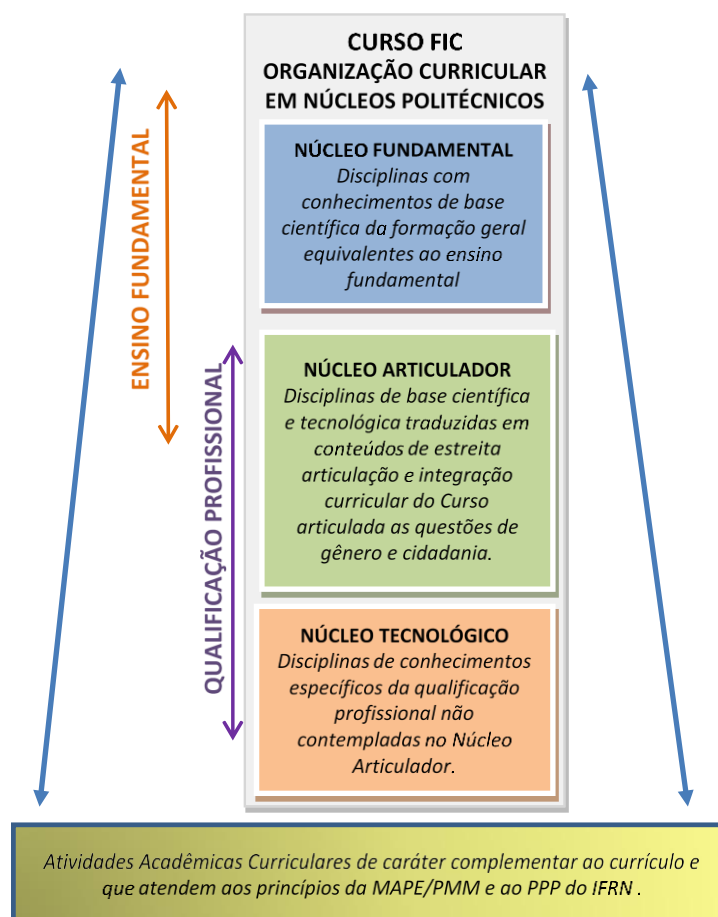 CURSO FIC
ORGANIZAÇÃO CURRICULAR
EM NÚCLEOS POLITÉCNICOS
NÚCLEO FUNDAMENTAL
Disciplinas com
conhecimentos de base
científica da formação geral
equivalentes ao ensino
fundamental
ENSINO FUNDAMENTAL
NÚCLEO ARTICULADOR
Disciplinas de base científica
e tecnológica traduzidas em
conteúdos de estreita
articulação e integração
curricular do Curso
articulada as questões de
gênero e cidadania.
QUALIFICAÇÃO PROFISSIONAL
NÚCLEO TECNOLÓGICO
Disciplinas de conhecimentos
específicos da qualificação
profissional não
contempladas no Núcleo
Articulador.
Atividades Acadêmicas Curriculares de caráter complementar ao currículo e
que atendem aos princípios da MAPE/PMM e ao PPP do IFRN .